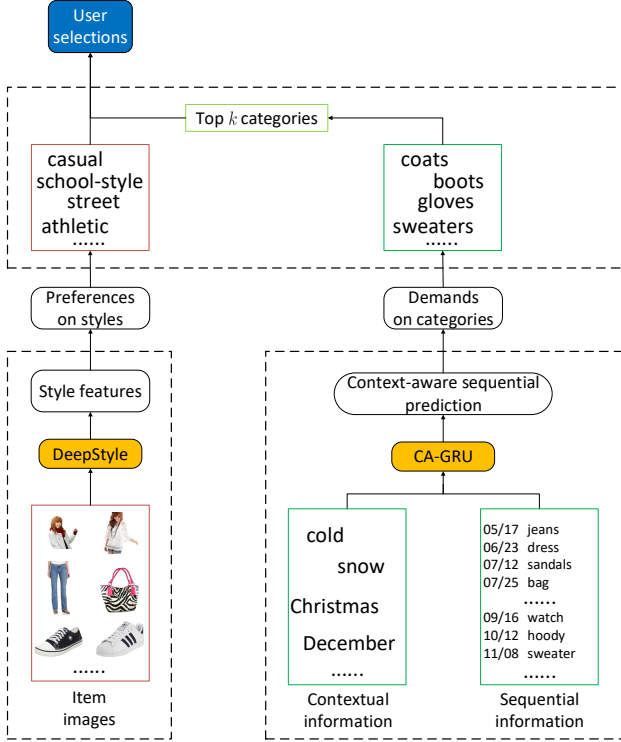 User
selections
Top k categories
casual
school-style
street
athletic
......
coats
boots
gloves
sweaters
......
Preferences
on styles
Demands
on categories
Style features
Context-aware sequential
prediction
DeepStyle
CA-GRU
......
Item
images
cold
snow
Christmas
December
......
Contextual
information
05/17 jeans
06/23 dress
07/12 sandals
07/25 bag
......
09/16 watch
10/12 hoody
11/08 sweater
......
Sequential
information